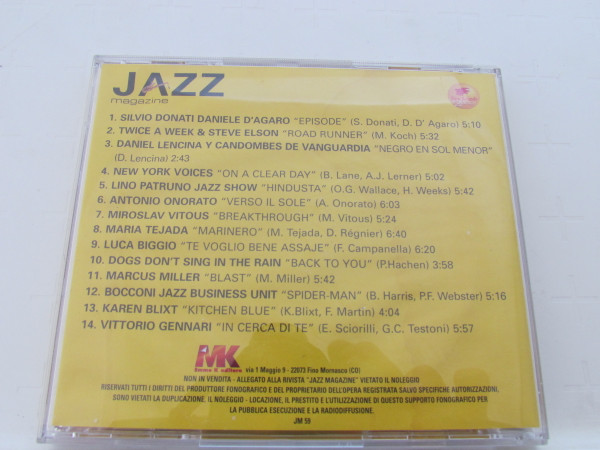 JAZZ
magazine
1. SILVIO DONATI DANIELE D'AGARO "EPISODE" (S. Donati, D. D' Agaro) 5:10
2. TWICE A WEEK & STEVE ELSON "ROAD RUNNER" (M. Koch) 5:32
3. DANIEL LENCINA Y CANDOMBES DE VANGUARDIA "NEGRO EN SOL MENOR"
(D. Lencina) 2:43
4. NEW YORK VOICES "ON A CLEAR DAY" (B. Lane, A.J. Lerner) 5:02
5. LINO PATRUNO JAZZ SHOW "HINDUSTA" (O.G. Wallace, H. Weeks) 5:42
6. ANTONIO ONORATO "VERSO IL SOLE" (A. Onorato) 6:03
7. MIROSLAV VITOUS "BREAKTHROUGH" (M. Vitous) 5:24
8. MARIA TEJADA "MARINERO" (M. Tejada, D. Régnier) 6:40
9. LUCA BIGGIO "TE VOGLIO BENE ASSAJE" (F. Campanella) 6:20
10. DOGS DON'T SING IN THE RAIN "BACK TO YOU" (P.Hachen) 3:58
11. MARCUS MILLER "BLAST" (M. Miller) 5:42
12. BOCCONI JAZZ BUSINESS UNIT "SPIDER-MAN" (B. Harris, P.F. Webster) 5:16
13. KAREN BLIXT "KITCHEN BLUE" (K.Blixt, F. Martin) 4:04
14. VITTORIO GENNARI "IN CERCA DI TE" (E. Sciorilli, G.C. Testoni) 5:57
MK
via 1 Maggio 9 - 22073 Fino Mornasco (CO)
NON IN VENDITA - ALLEGATO ALLA RIVISTA "JAZZ MAGAZINE" VIETATO IL NOLEGGIO
RISERVATI TUTTI I DIRITTI DEL PRODUTTORE FONOGRAFICO E DEL PROPRIETARIO DELL'OPERA REGISTRATA SALVO SPECIFICHE AUTORIZZAZIONI.
SONO VIETATI LA DUPLICAZIONE. IL NOLEGGIO - LOCAZIONE, IL PRESTITO E L'UTILIZZAZIONE DI QUESTO SUPPORTO FONOGRAFICO PER
LA PUBBLICA ESECUZIONE E LA RADIODIFFUSIONE.
JM 59